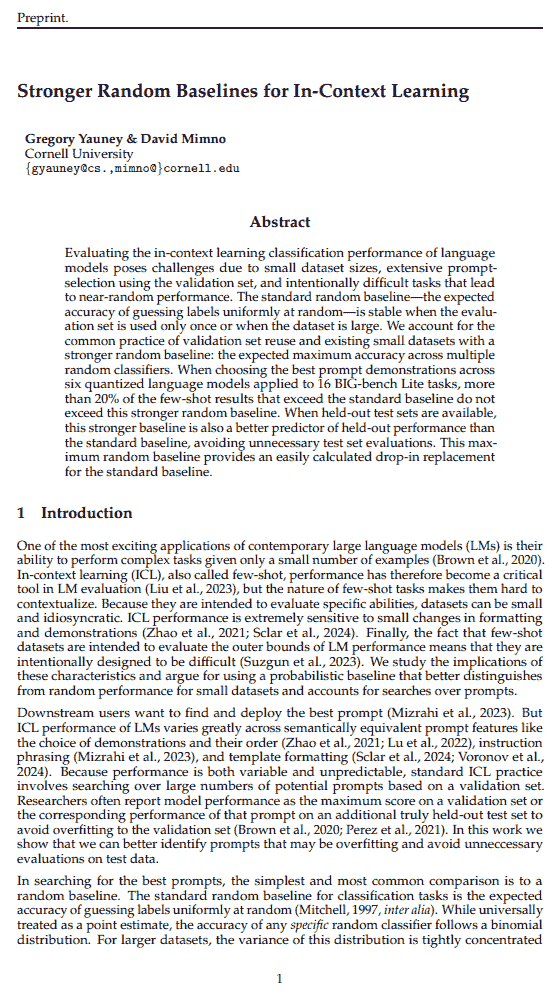 Preprint.
Stronger Random Baselines for In-Context Learning
Gregory Yauney & David Mimno
Cornell University
{gyauney@cs.,mimno@}cornell.edu
Abstract
Evaluating the in-context learning classification performance of language
models poses challenges due to small dataset sizes, extensive prompt-
selection using the validation set, and intentionally difficult tasks that lead
to near-random performance. The standard random baseline—the expected
accuracy of guessing labels uniformly at random—is stable when the evalu-
ation set is used only once or when the dataset is large. We account for the
common practice of validation set reuse and existing small datasets with a
stronger random baseline: the expected maximum accuracy across multiple
random classifiers. When choosing the best prompt demonstrations across
six quantized language models applied to 16 BIG-bench Lite tasks, more
than 20% of the few-shot results that exceed the standard baseline do not
exceed this stronger random baseline. When held-out test sets are available,
this stronger baseline is also a better predictor of held-out performance than
the standard baseline, avoiding unnecessary test set evaluations. This max-
imum random baseline provides an easily calculated drop-in replacement
for the standard baseline.
1 Introduction
One of the most exciting applications of contemporary large language models (LMs) is their
ability to perform complex tasks given only a small number of examples (Brown et al., 2020).
In-context learning (ICL), also called few-shot, performance has therefore become a critical
tool in LM evaluation (Liu et al., 2023), but the nature of few-shot tasks makes them hard to
contextualize. Because they are intended to evaluate specific abilities, datasets can be small
and idiosyncratic. ICL performance is extremely sensitive to small changes in formatting
and demonstrations (Zhao et al., 2021; Sclar et al., 2024). Finally, the fact that few-shot
datasets are intended to evaluate the outer bounds of LM performance means that they are
intentionally designed to be difficult (Suzgun et al., 2023). We study the implications of
these characteristics and argue for using a probabilistic baseline that better distinguishes
from random performance for small datasets and accounts for searches over prompts.
Downstream users want to find and deploy the best prompt (Mizrahi et al., 2023). But
ICL performance of LMs varies greatly across semantically equivalent prompt features like
the choice of demonstrations and their order (Zhao et al., 2021; Lu et al., 2022), instruction
phrasing (Mizrahi et al., 2023), and template formatting (Sclar et al., 2024; Voronov et al.,
2024). Because performance is both variable and unpredictable, standard ICL practice
involves searching over large numbers of potential prompts based on a validation set.
Researchers often report model performance as the maximum score on a validation set or
the corresponding performance of that prompt on an additional truly held-out test set to
avoid overfitting to the validation set (Brown et al., 2020; Perez et al., 2021). In this work we
show that we can better identify prompts that may be overfitting and avoid unneccessary
evaluations on test data.
In searching for the best prompts, the simplest and most common comparison is to a
random baseline. The standard random baseline for classification tasks is the expected
accuracy of guessing labels uniformly at random (Mitchell, 1997, inter alia). While universally
treated as a point estimate, the accuracy of any specific random classifier follows a binomial
distribution. For larger datasets, the variance of this distribution is tightly concentrated
1